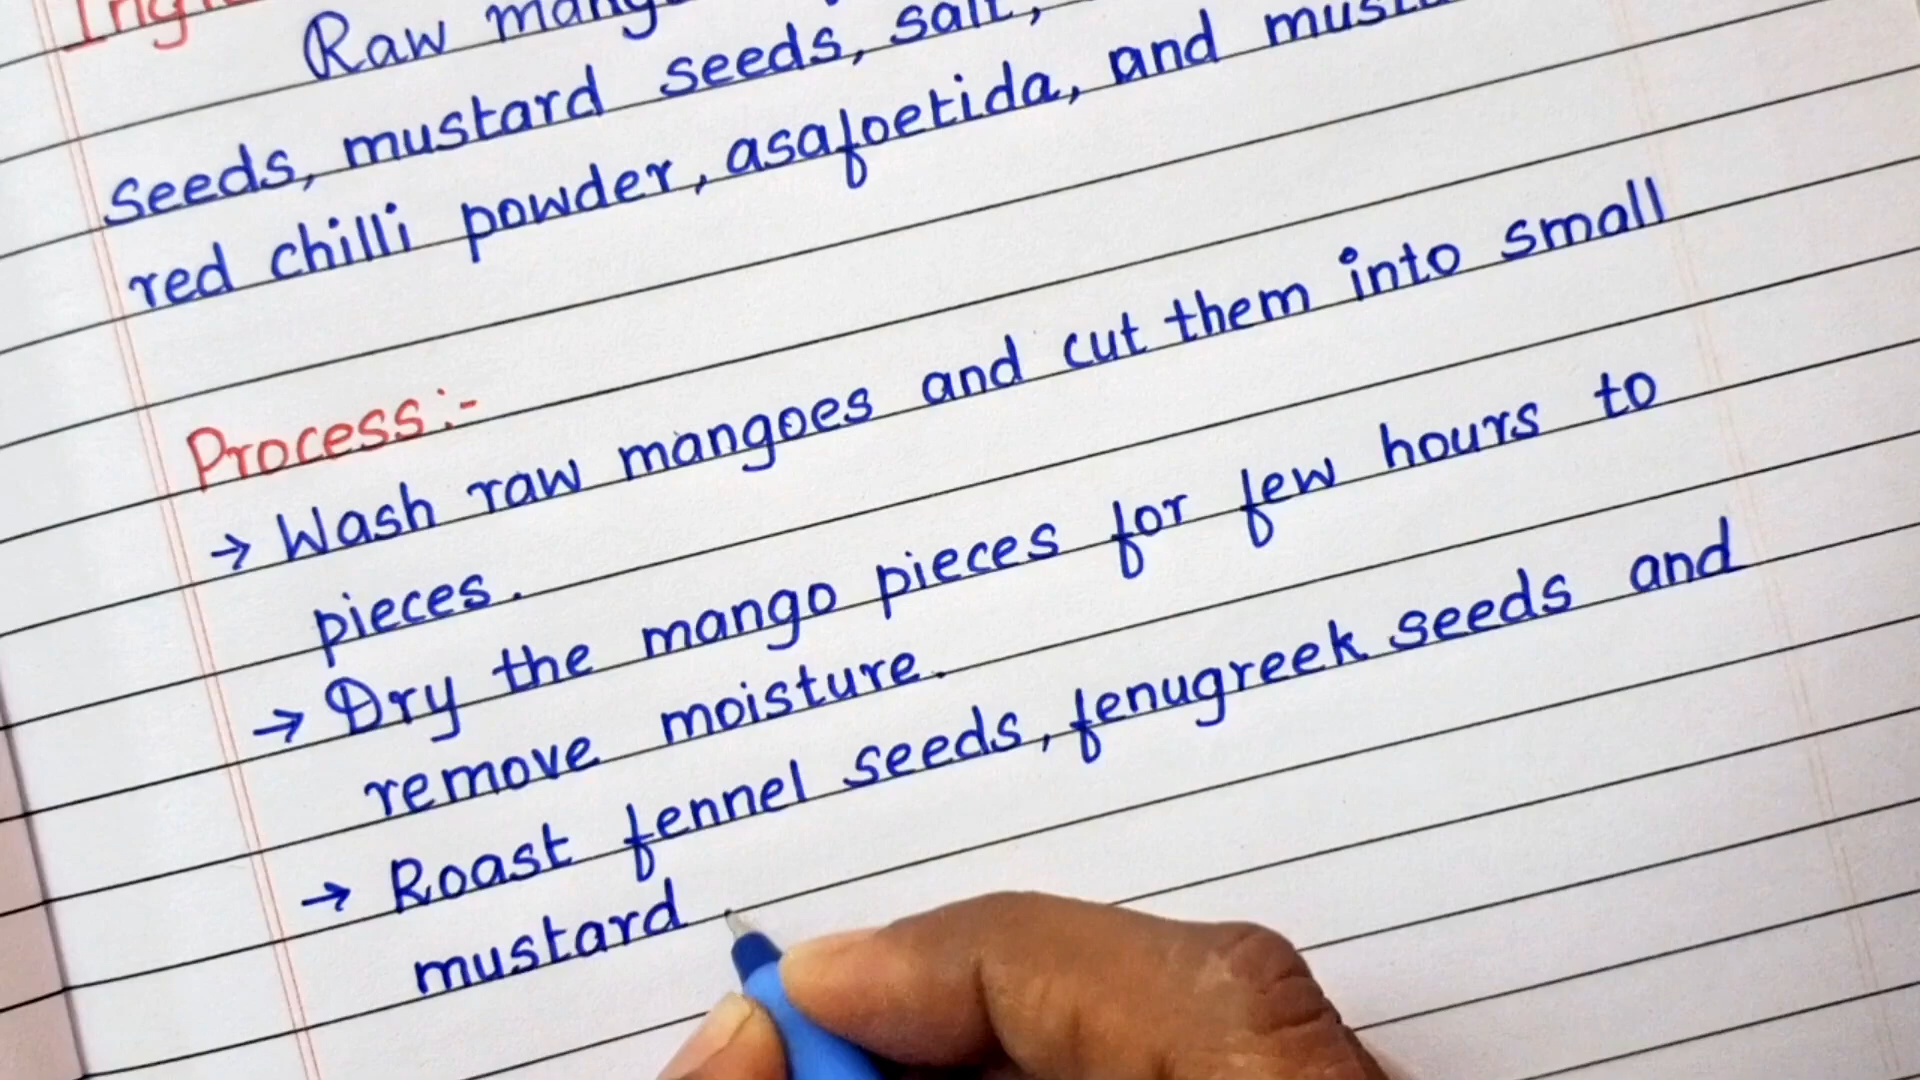 Raw
seeds, mustard seeds, salt,
red chilli powder, asafoetida, and
Process:-
→ Wash raw mangoes and cut them into small
pieces.
→ Dry the mango pieces for few hours to
remove moisture.
→ Roast fennel seeds, fenugreek seeds and
mustard